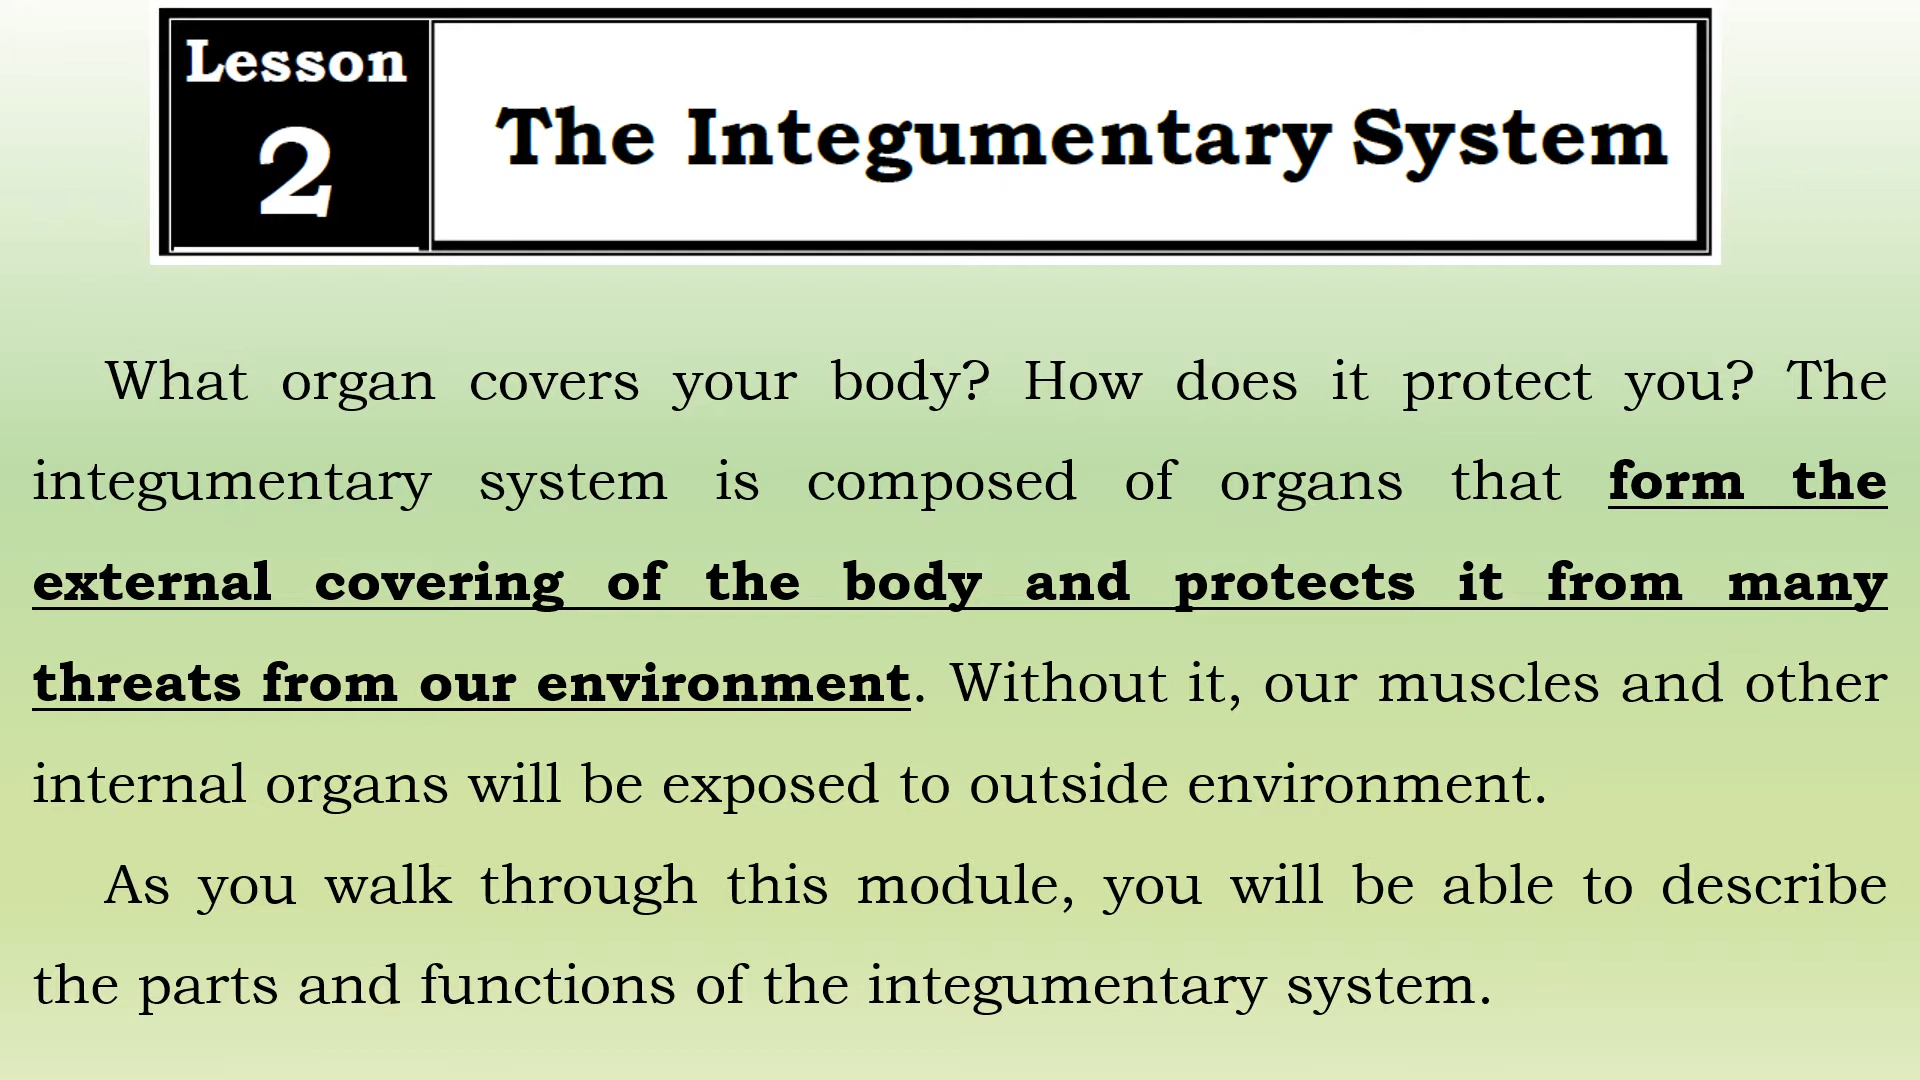 Lesson
2
The Integumentary System
What organ covers your body? How does it protect you? The
integumentary system is composed of organs that form the
external covering of the body and protects it from many
threats from our environment. Without it, our muscles and other
internal organs will be exposed to outside environment.
As you walk through this module, you will be able to describe
the parts and functions of the integumentary system.